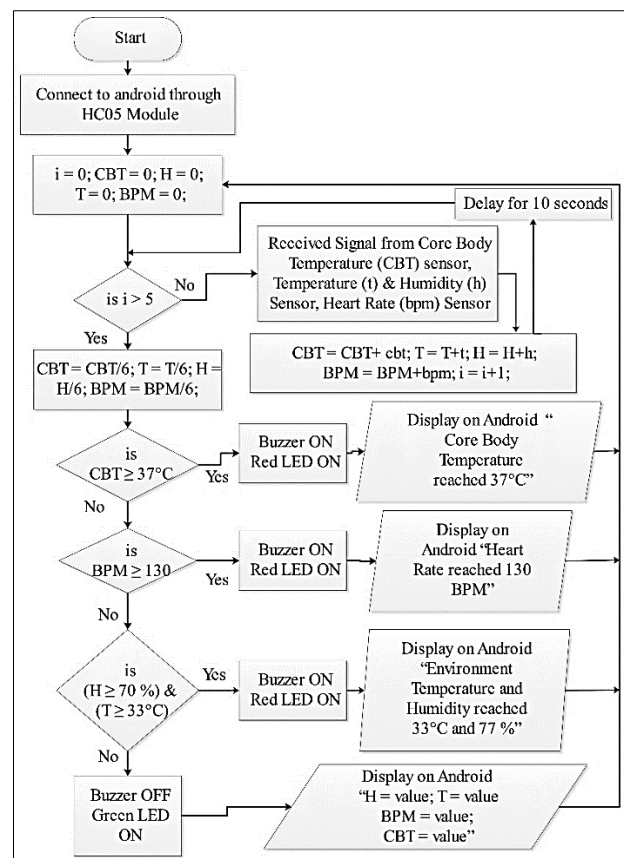 Start
Connect to android through
HC05 Module
i = 0; CBT = 0; H = 0;
T = 0; BPM = 0;
Delay for 10 seconds
is i > 5
No
Received Signal from Core Body
Temperature (CBT) sensor,
Temperature (t) & Humidity (h)
Sensor, Heart Rate (bpm) Sensor
CBT = CBT+ cbt; T = T+t; H = H+h;
BPM = BPM+bpm; i = i+1;
Yes
CBT = CBT/6; T = T/6; H =
H/6; BPM = BPM/6;
is
CBT ≥ 37°C
Yes
Buzzer ON
Red LED ON
Display on Android “
Core Body
Temperature
reached 37°C”
No
is
BPM ≥ 130
Yes
Buzzer ON
Red LED ON
Display on
Android “Heart
Rate reached 130
BPM”
No
is
(H ≥ 70 %) &
(T ≥ 33°C)
Yes
Buzzer ON
Red LED ON
Display on Android
“Environment
Temperature and
Humidity reached
33°C and 77 %”
No
Buzzer OFF
Green LED
ON
Display on Android
“H = value; T = value
BPM = value;
CBT = value”